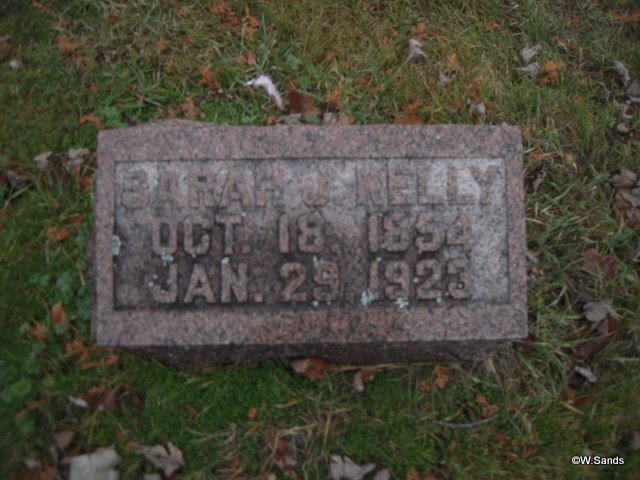 SARAH J. KELLY
OCT. 18, 1854
JAN. 29, 1923
©W.Sands